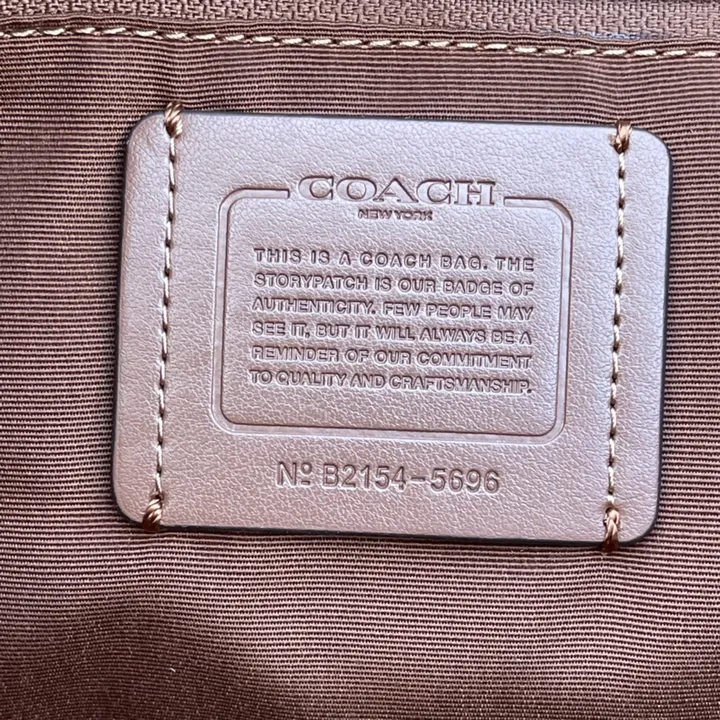 COACH
NEW YORK
THIS IS A COACH BAG. THE
STORYPATCH IS OUR BADGE OF
AUTHENTICITY. FEW PEOPLE MAY
SEE IT, BUT IT WILL ALWAYS BE A
REMINDER OF OUR COMMITMENT
TO QUALITY AND CRAFTSMANSHIP.
Nº B2154-5696